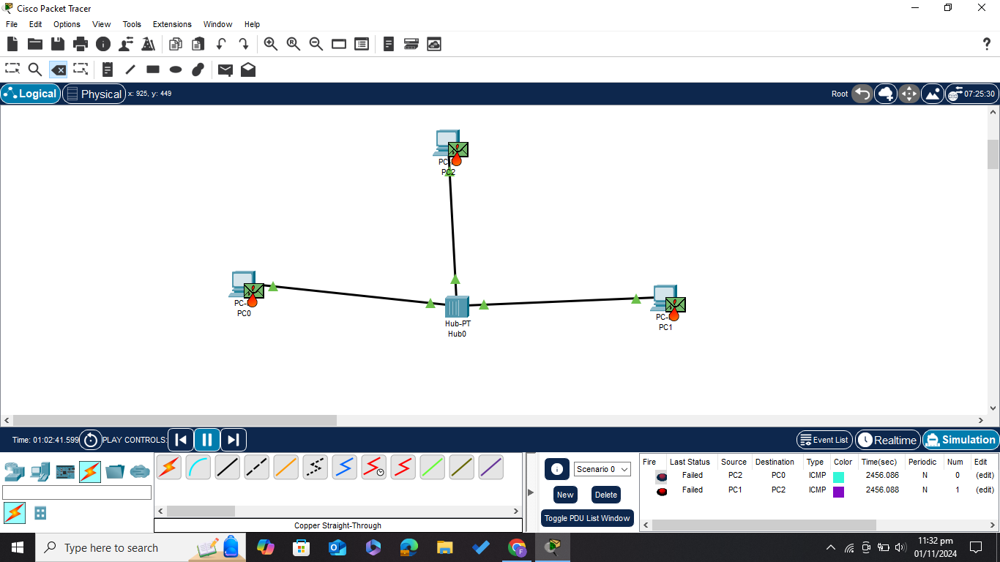 Cisco Packet Tracer
File Edit Options View Tools Extensions Window Help
Logical Physical x: 925, y: 449 Root 07:25:30
PC2
PC0
PC1
Hub-PT
Hub0
Time: 01:02:41.599 PLAY CONTROLS: Event List Realtime Simulation
Scenario 0
New Delete
Toggle PDU List Window
Fire Last Status Source Destination Type Color Time(sec) Periodic Num Edit
Failed PC2 PC0 ICMP 2456.086 N 0 (edit)
Failed PC1 PC2 ICMP 2456.088 N 1 (edit)
Copper Straight-Through
Type here to search
11:32 pm
01/11/2024